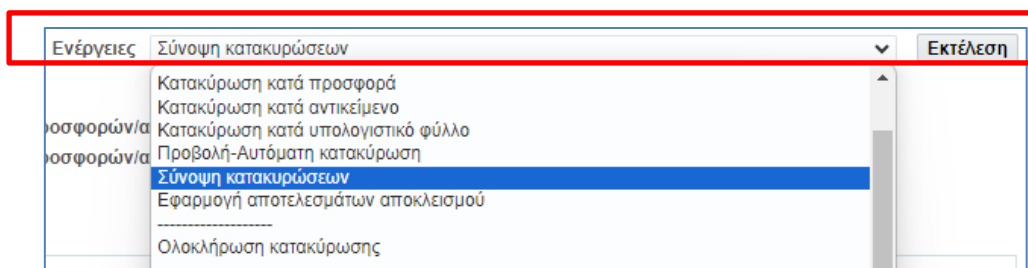 Ενέργειες Σύνοψη κατακυρώσεων Εκτέλεση
Κατακύρωση κατά προσφορά
Κατακύρωση κατά αντικείμενο
οσφορών/α Κατακύρωση κατά υπολογιστικό φύλλο
οσφορών/α Προβολή-Αυτόματη κατακύρωση
Σύνοψη κατακυρώσεων
Εφαρμογή αποτελεσμάτων αποκλεισμού
-------------------
Ολοκλήρωση κατακύρωσης